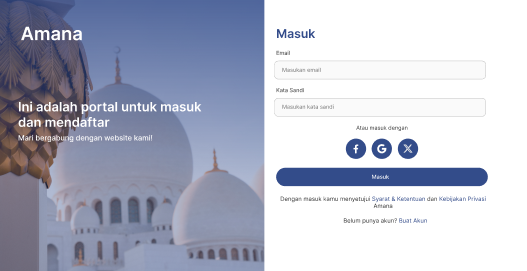 Amana
Ini adalah portal untuk masuk
dan mendaftar
Mari bergabung dengan website kami!
Masuk
Email
Masukan email
Kata Sandi
Masukan kata sandi
Atau masuk dengan
Masuk
Dengan masuk kamu menyetujui Syarat & Ketentuan dan Kebijakan Privasi
Amana
Belum punya akun? Buat Akun